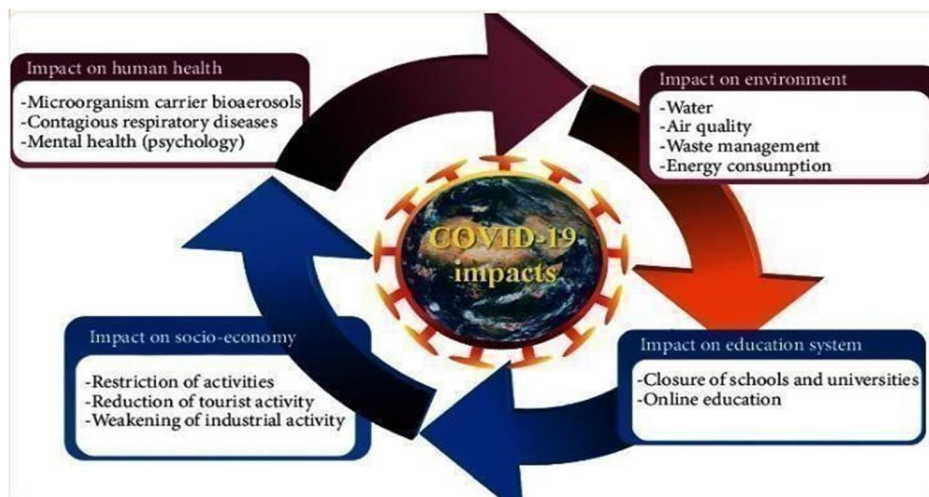 Impact on human health
-Microorganism carrier bioaerosols
-Contagious respiratory diseases
-Mental health (psychology)
Impact on environment
-Water
-Air quality
-Waste management
-Energy consumption
COVID-19
impacts
Impact on socio-economy
-Restriction of activities
-Reduction of tourist activity
-Weakening of industrial activity
Impact on education system
-Closure of schools and universities
-Online education